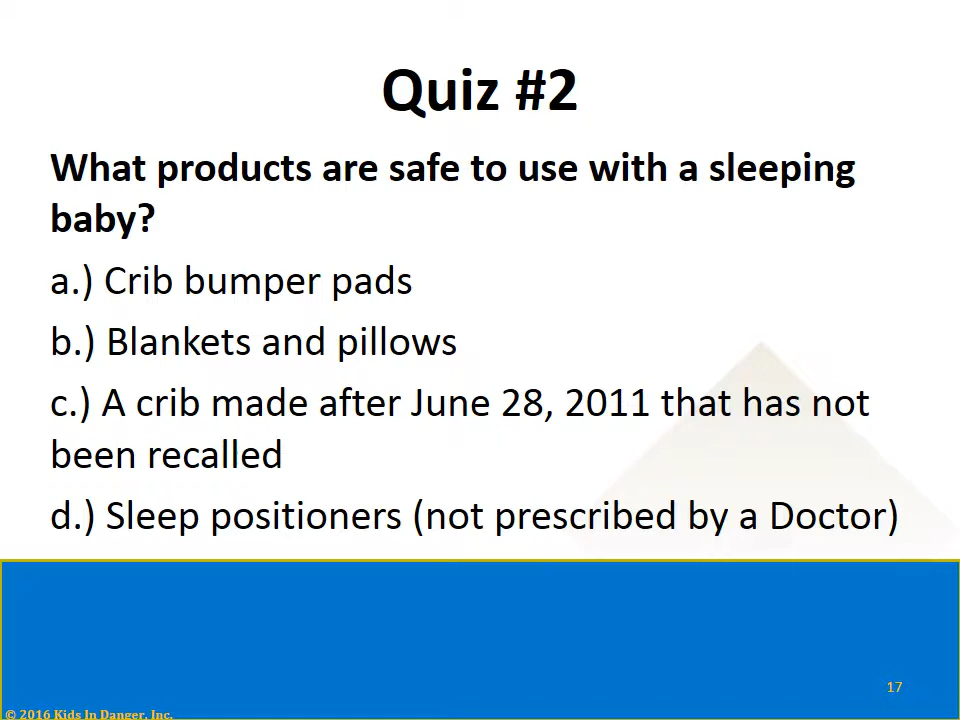 Quiz #2
What products are safe to use with a sleeping
baby?
a.) Crib bumper pads
b.) Blankets and pillows
c.) A crib made after June 28, 2011 that has not
been recalled
d.) Sleep positioners (not prescribed by a Doctor)
17
© 2016 Kids In Danger, Inc.